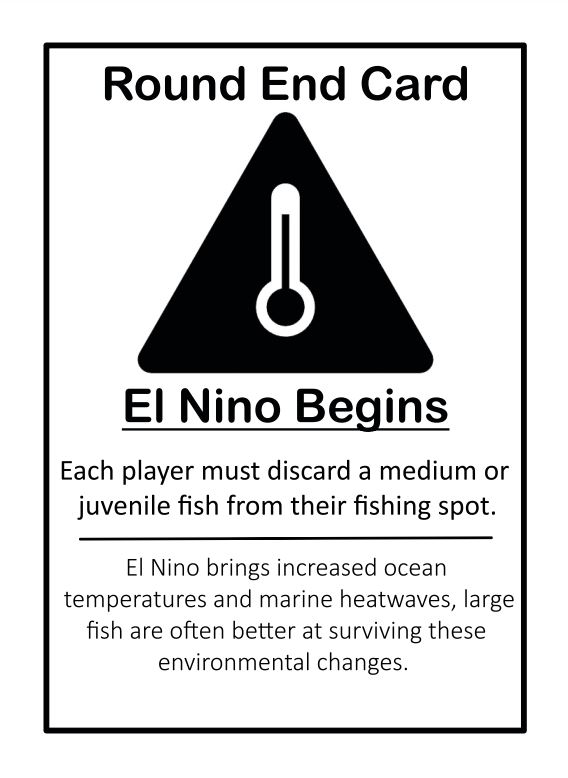 Round End Card
El Nino Begins
Each player must discard a medium or
juvenile fish from their fishing spot.
El Nino brings increased ocean
temperatures and marine heatwaves, large
fish are often better at surviving these
environmental changes.